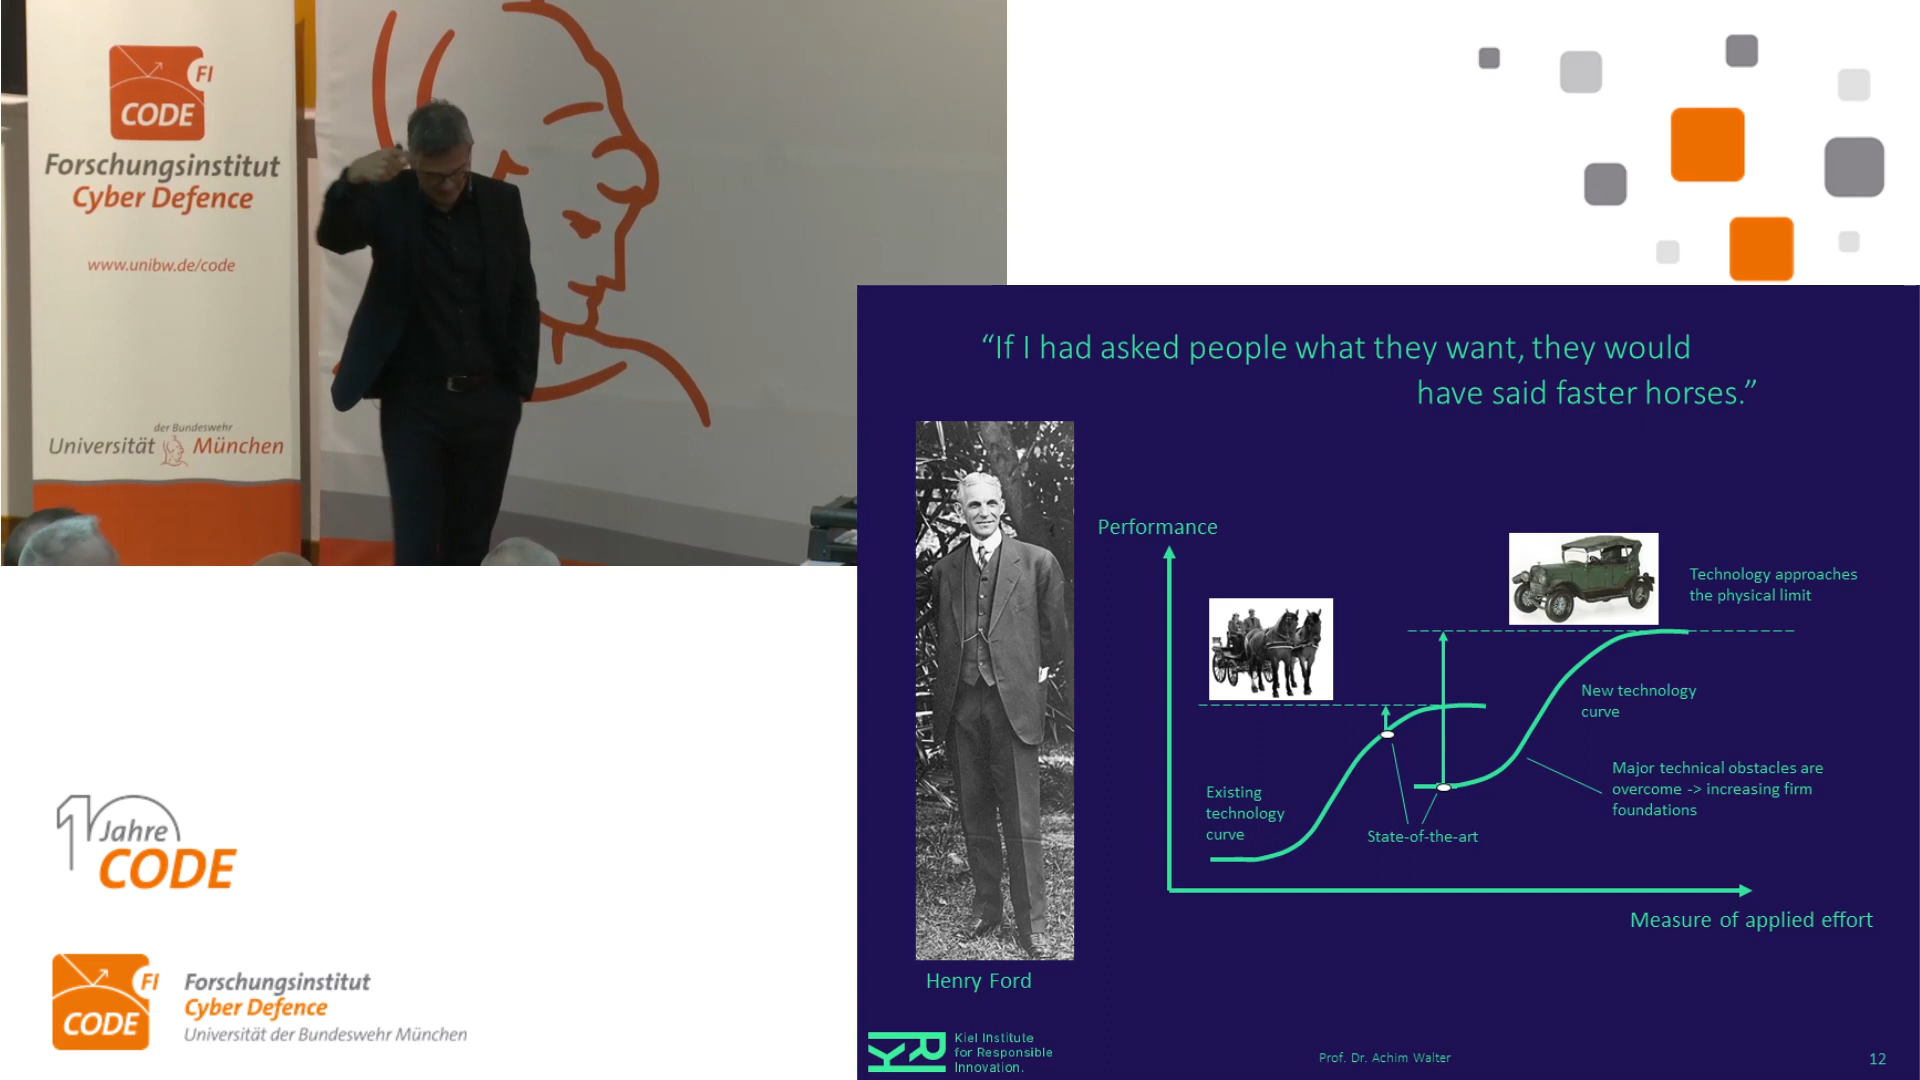 FI
CODE
Forschungsinstitut
Cyber Defence
www.unibw.de/code
der Bundeswehr
Universität München
“If I had asked people what they want, they would
have said faster horses.”
Performance
Technology approaches
the physical limit
New technology
curve
Major technical obstacles are
overcome -> increasing firm
foundations
Existing
technology
curve
State-of-the-art
Measure of applied effort
Henry Ford
Kiel Institute
for Responsible
Innovation.
Prof. Dr. Achim Walter
12
10 Jahre
CODE
FI
CODE
Forschungsinstitut
Cyber Defence
Universität der Bundeswehr München